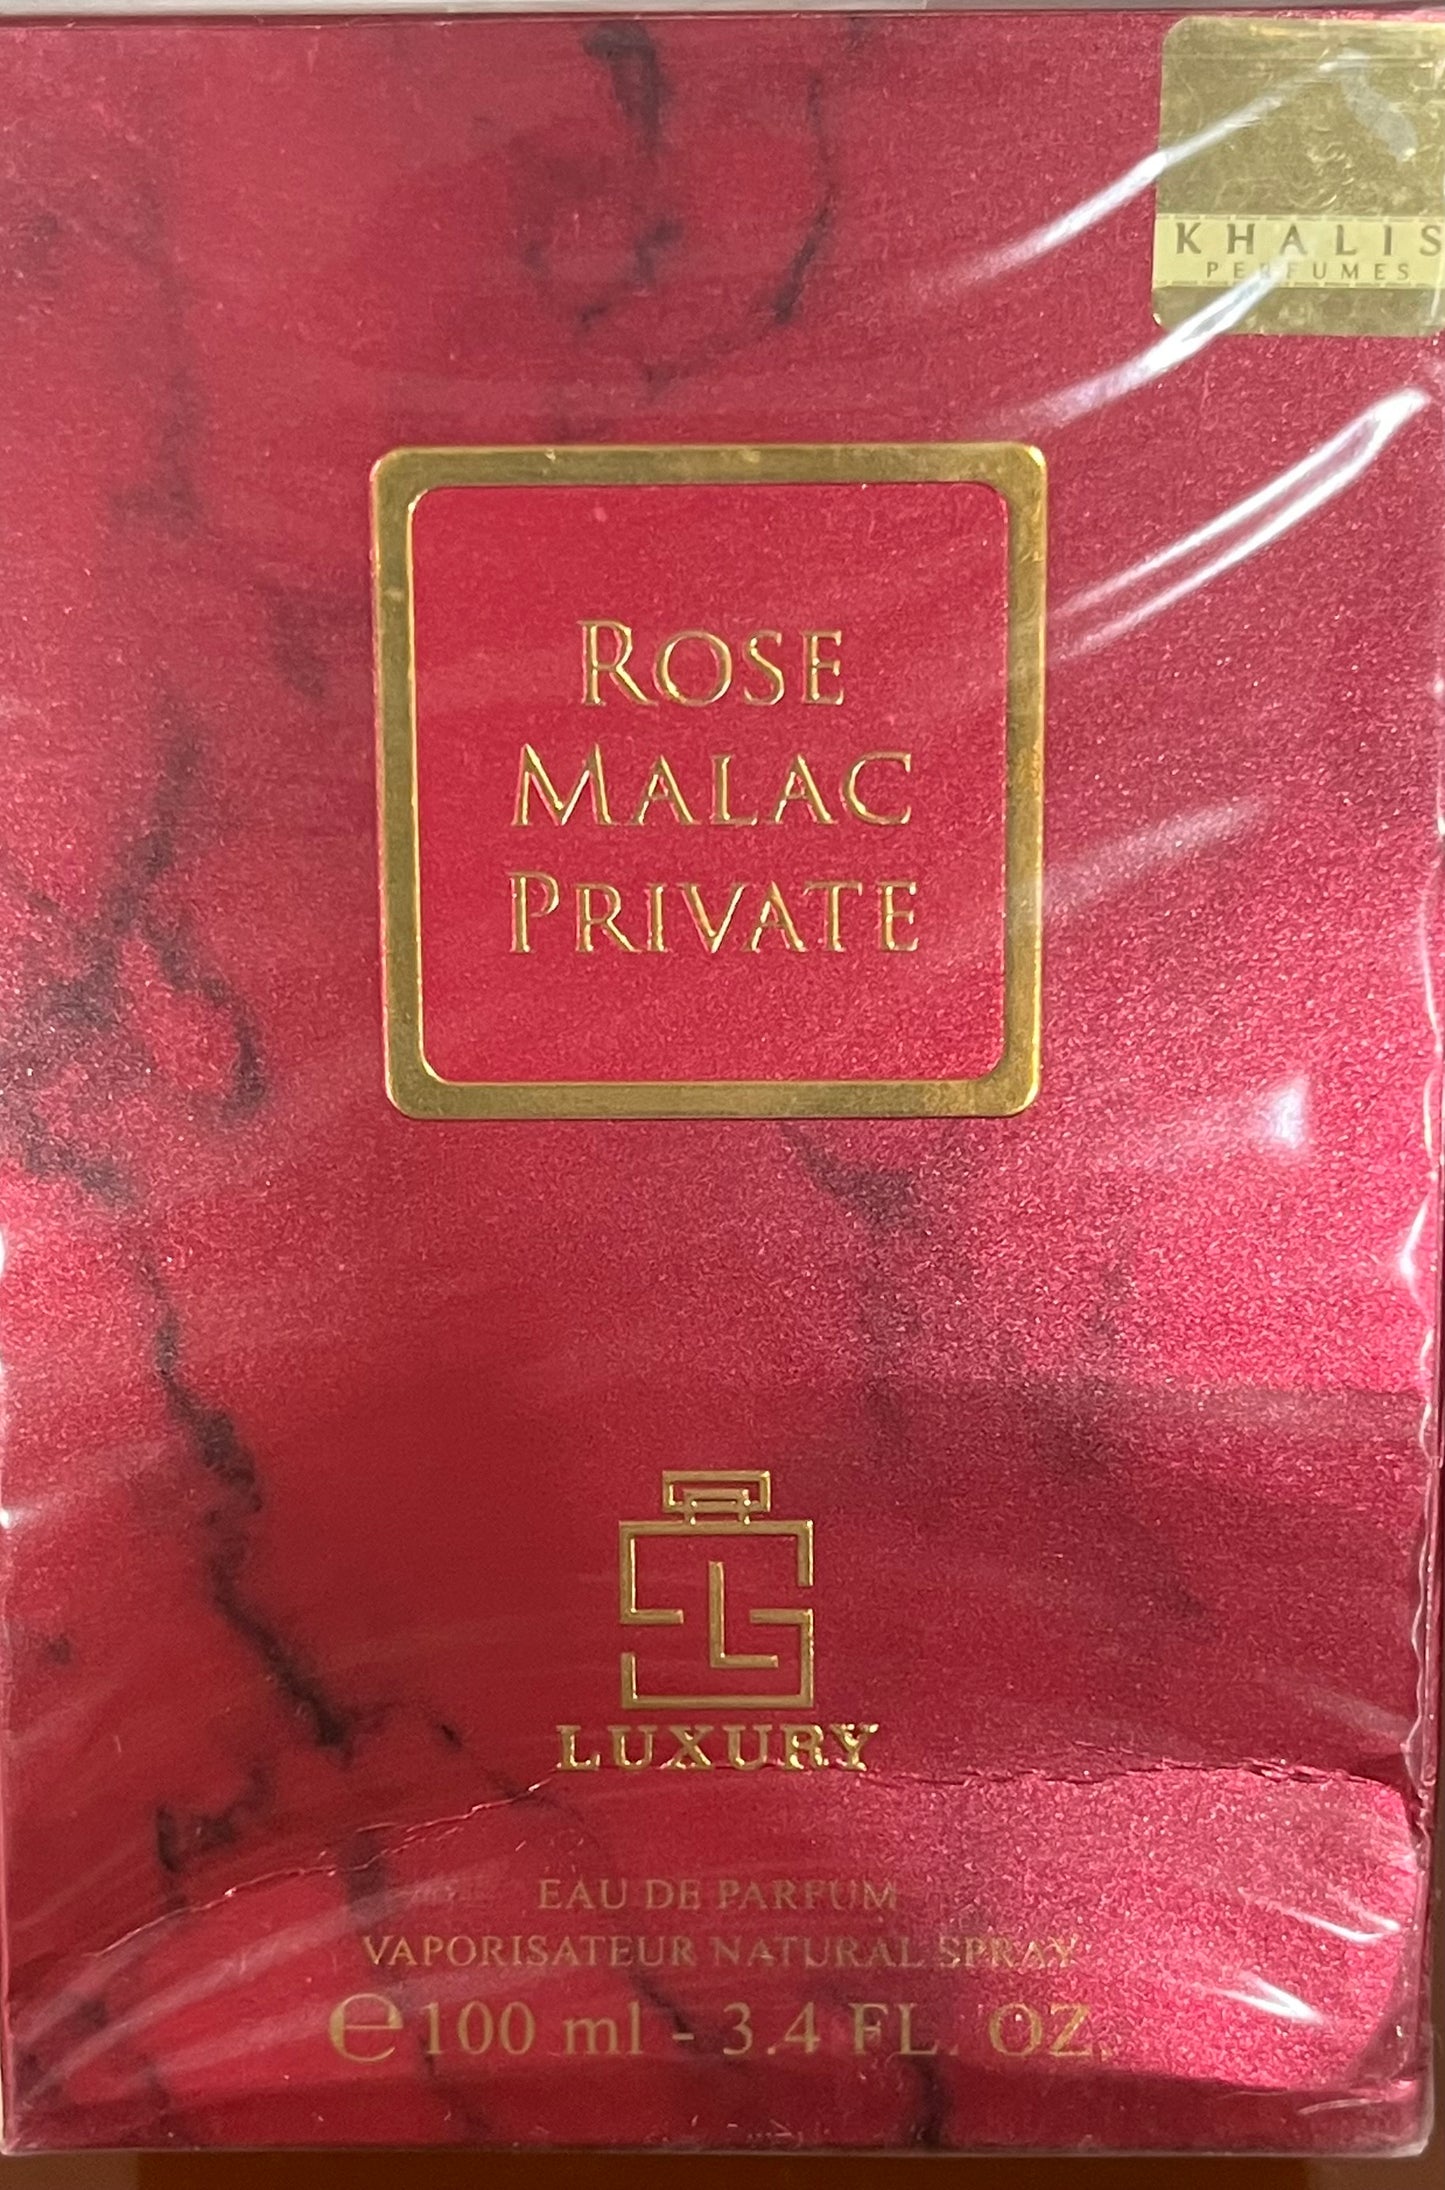 KHALIS
PERFUMES
ROSE
MALAC
PRIVATE
LUXURY
EAU DE PARFUM
VAPORISATEUR NATURAL SPRAY
℮100 ml - 3.4 FL. OZ.